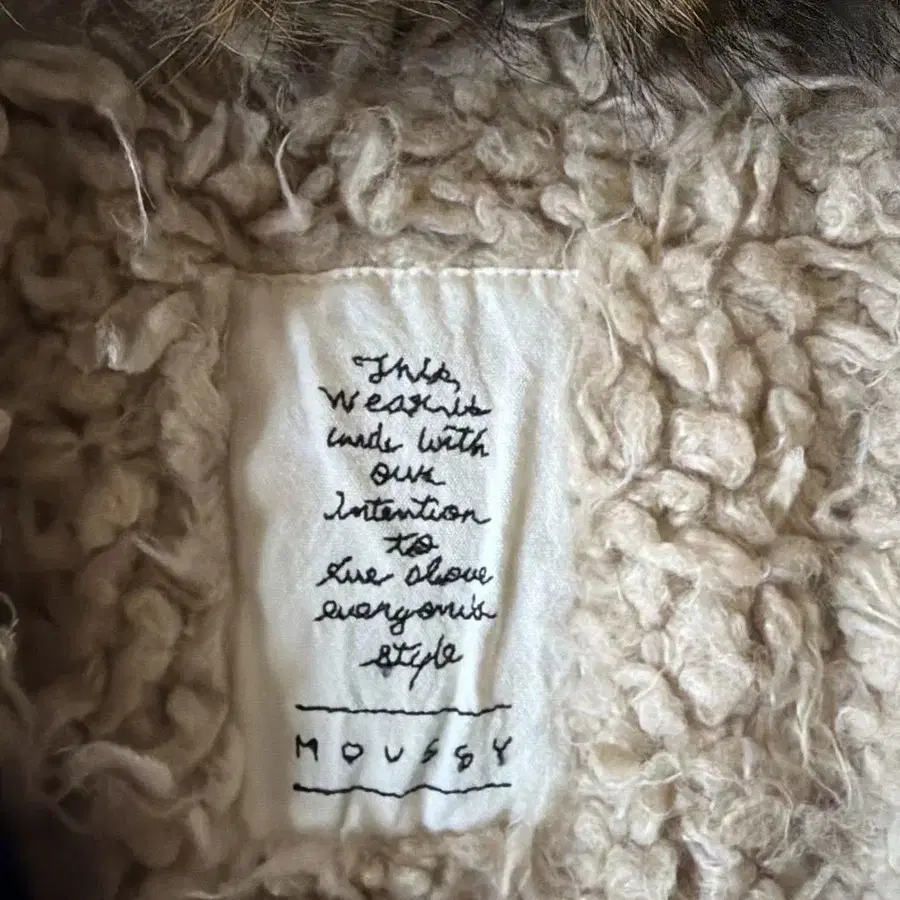 This
Wear is
made with
our
Intention
to
live above
everyone's
style
MOUSSY